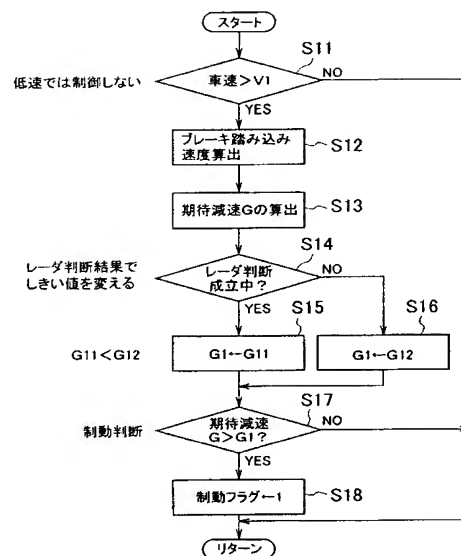 スタート
S11
低速では制御しない
車速>V1
NO
YES
ブレーキ踏み込み
速度算出
S12
期待減速Gの算出
S13
S14
レーダ判断結果で
しきい値を変える
レーダ判断
成立中?
NO
YES
S15
S16
G11<G12
G1←G11
G1←G12
S17
制動判断
期待減速
G>G1?
NO
YES
制動フラグ←1
S18
リターン